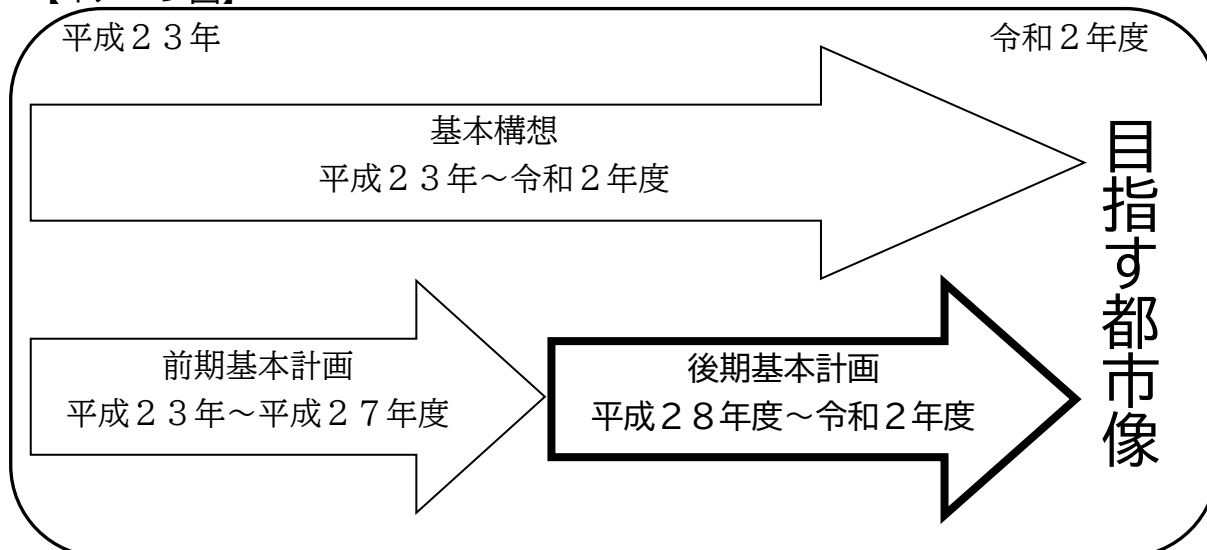 平成２３年
令和２年度
基本構想
平成２３年～令和２年度
目指す都市像
前期基本計画
平成２３年～平成２７年度
後期基本計画
平成２８年度～令和２年度